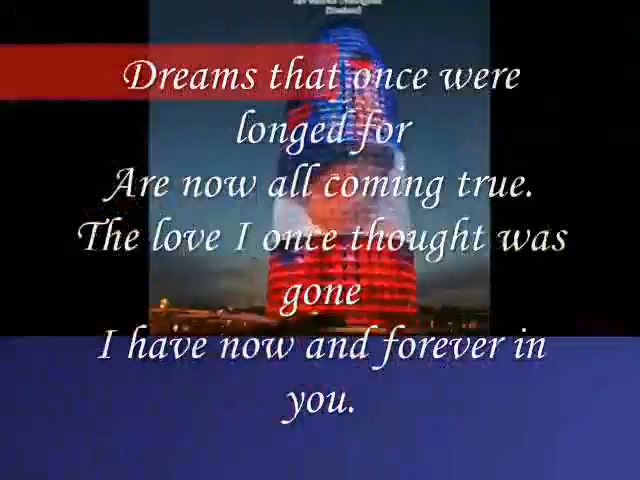 Dreams that once were
longed for
Are now all coming true.
The love I once thought was
gone
I have now and forever in
you.